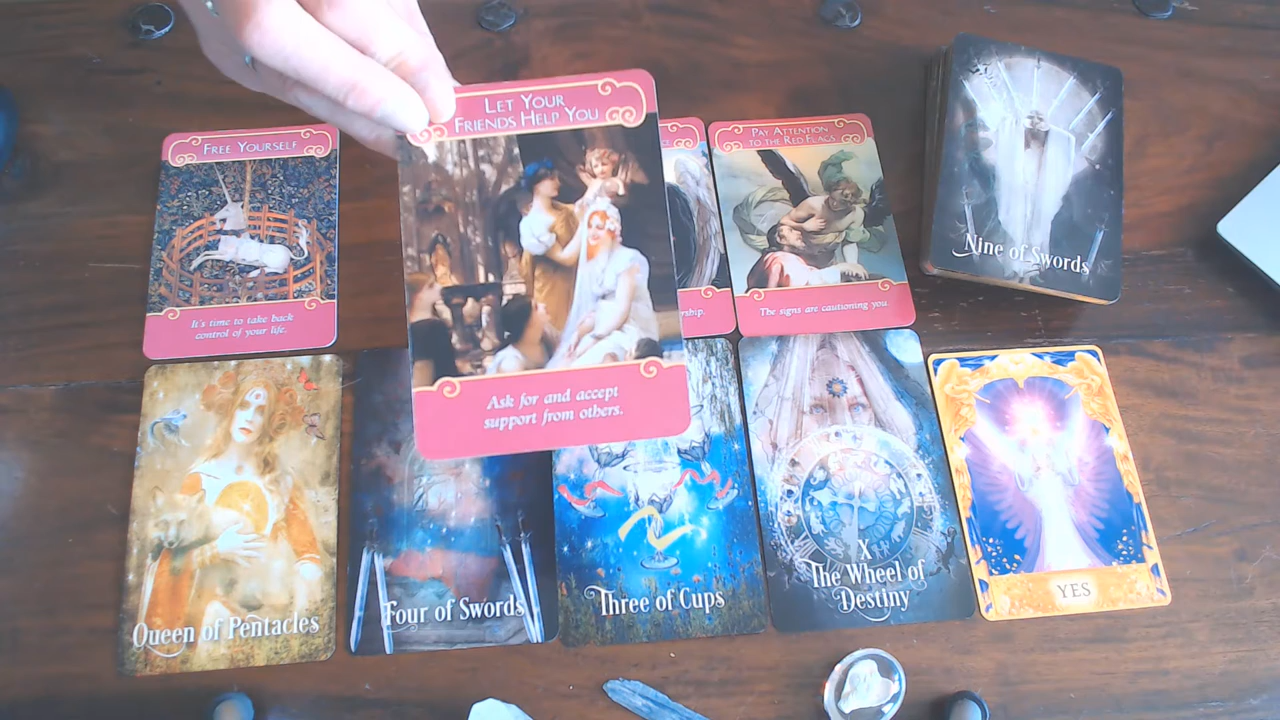 FREE YOURSELF
It's time to take back
control of your life.
LET YOUR
FRIENDS HELP YOU
Ask for and accept
support from others.
PAY ATTENTION
TO THE RED FLAGS
The signs are cautioning you.
Nine of Swords
Queen of Pentacles
Four of Swords
Three of Cups
X
The Wheel of
Destiny
YES